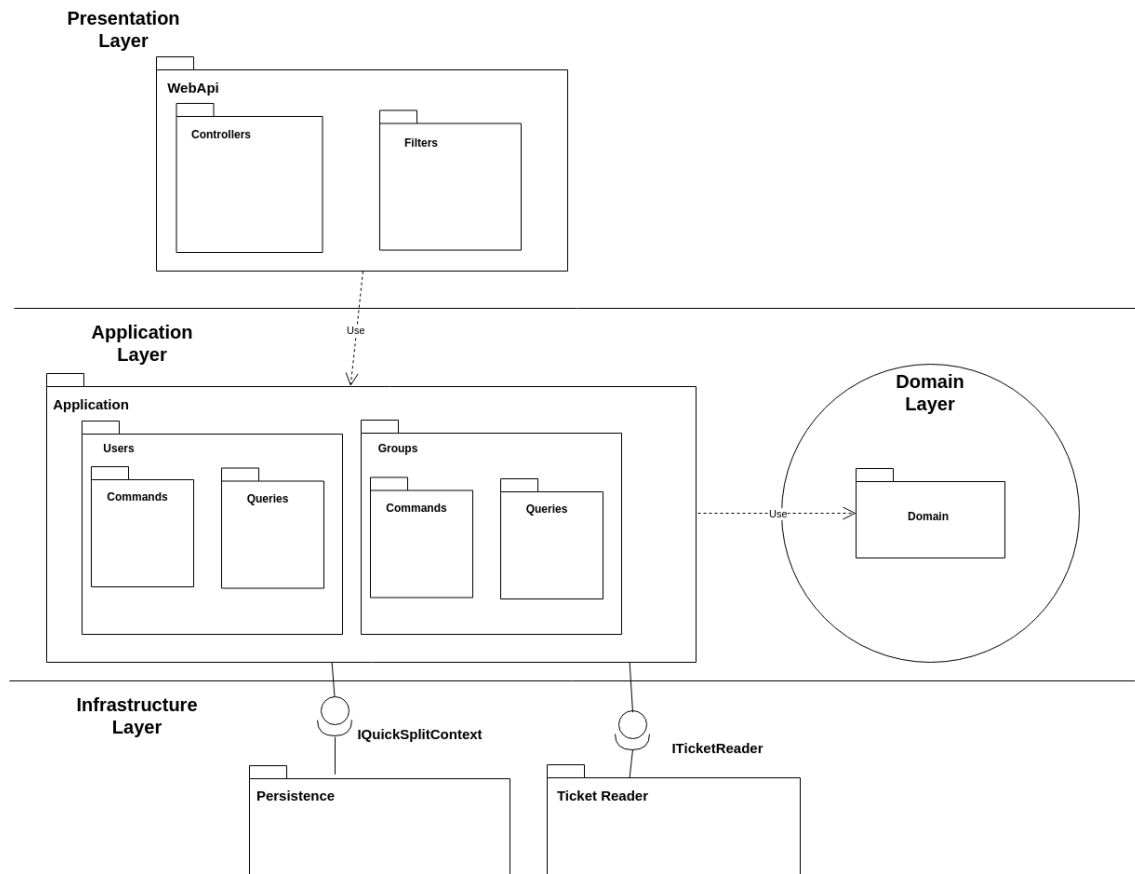 Presentation
Layer
WebApi
Controllers
Filters
Use
Application
Layer
Application
Users
Commands
Queries
Groups
Commands
Queries
Use
Domain
Layer
Domain
Infrastructure
Layer
IQuickSplitContext
ITicketReader
Persistence
Ticket Reader